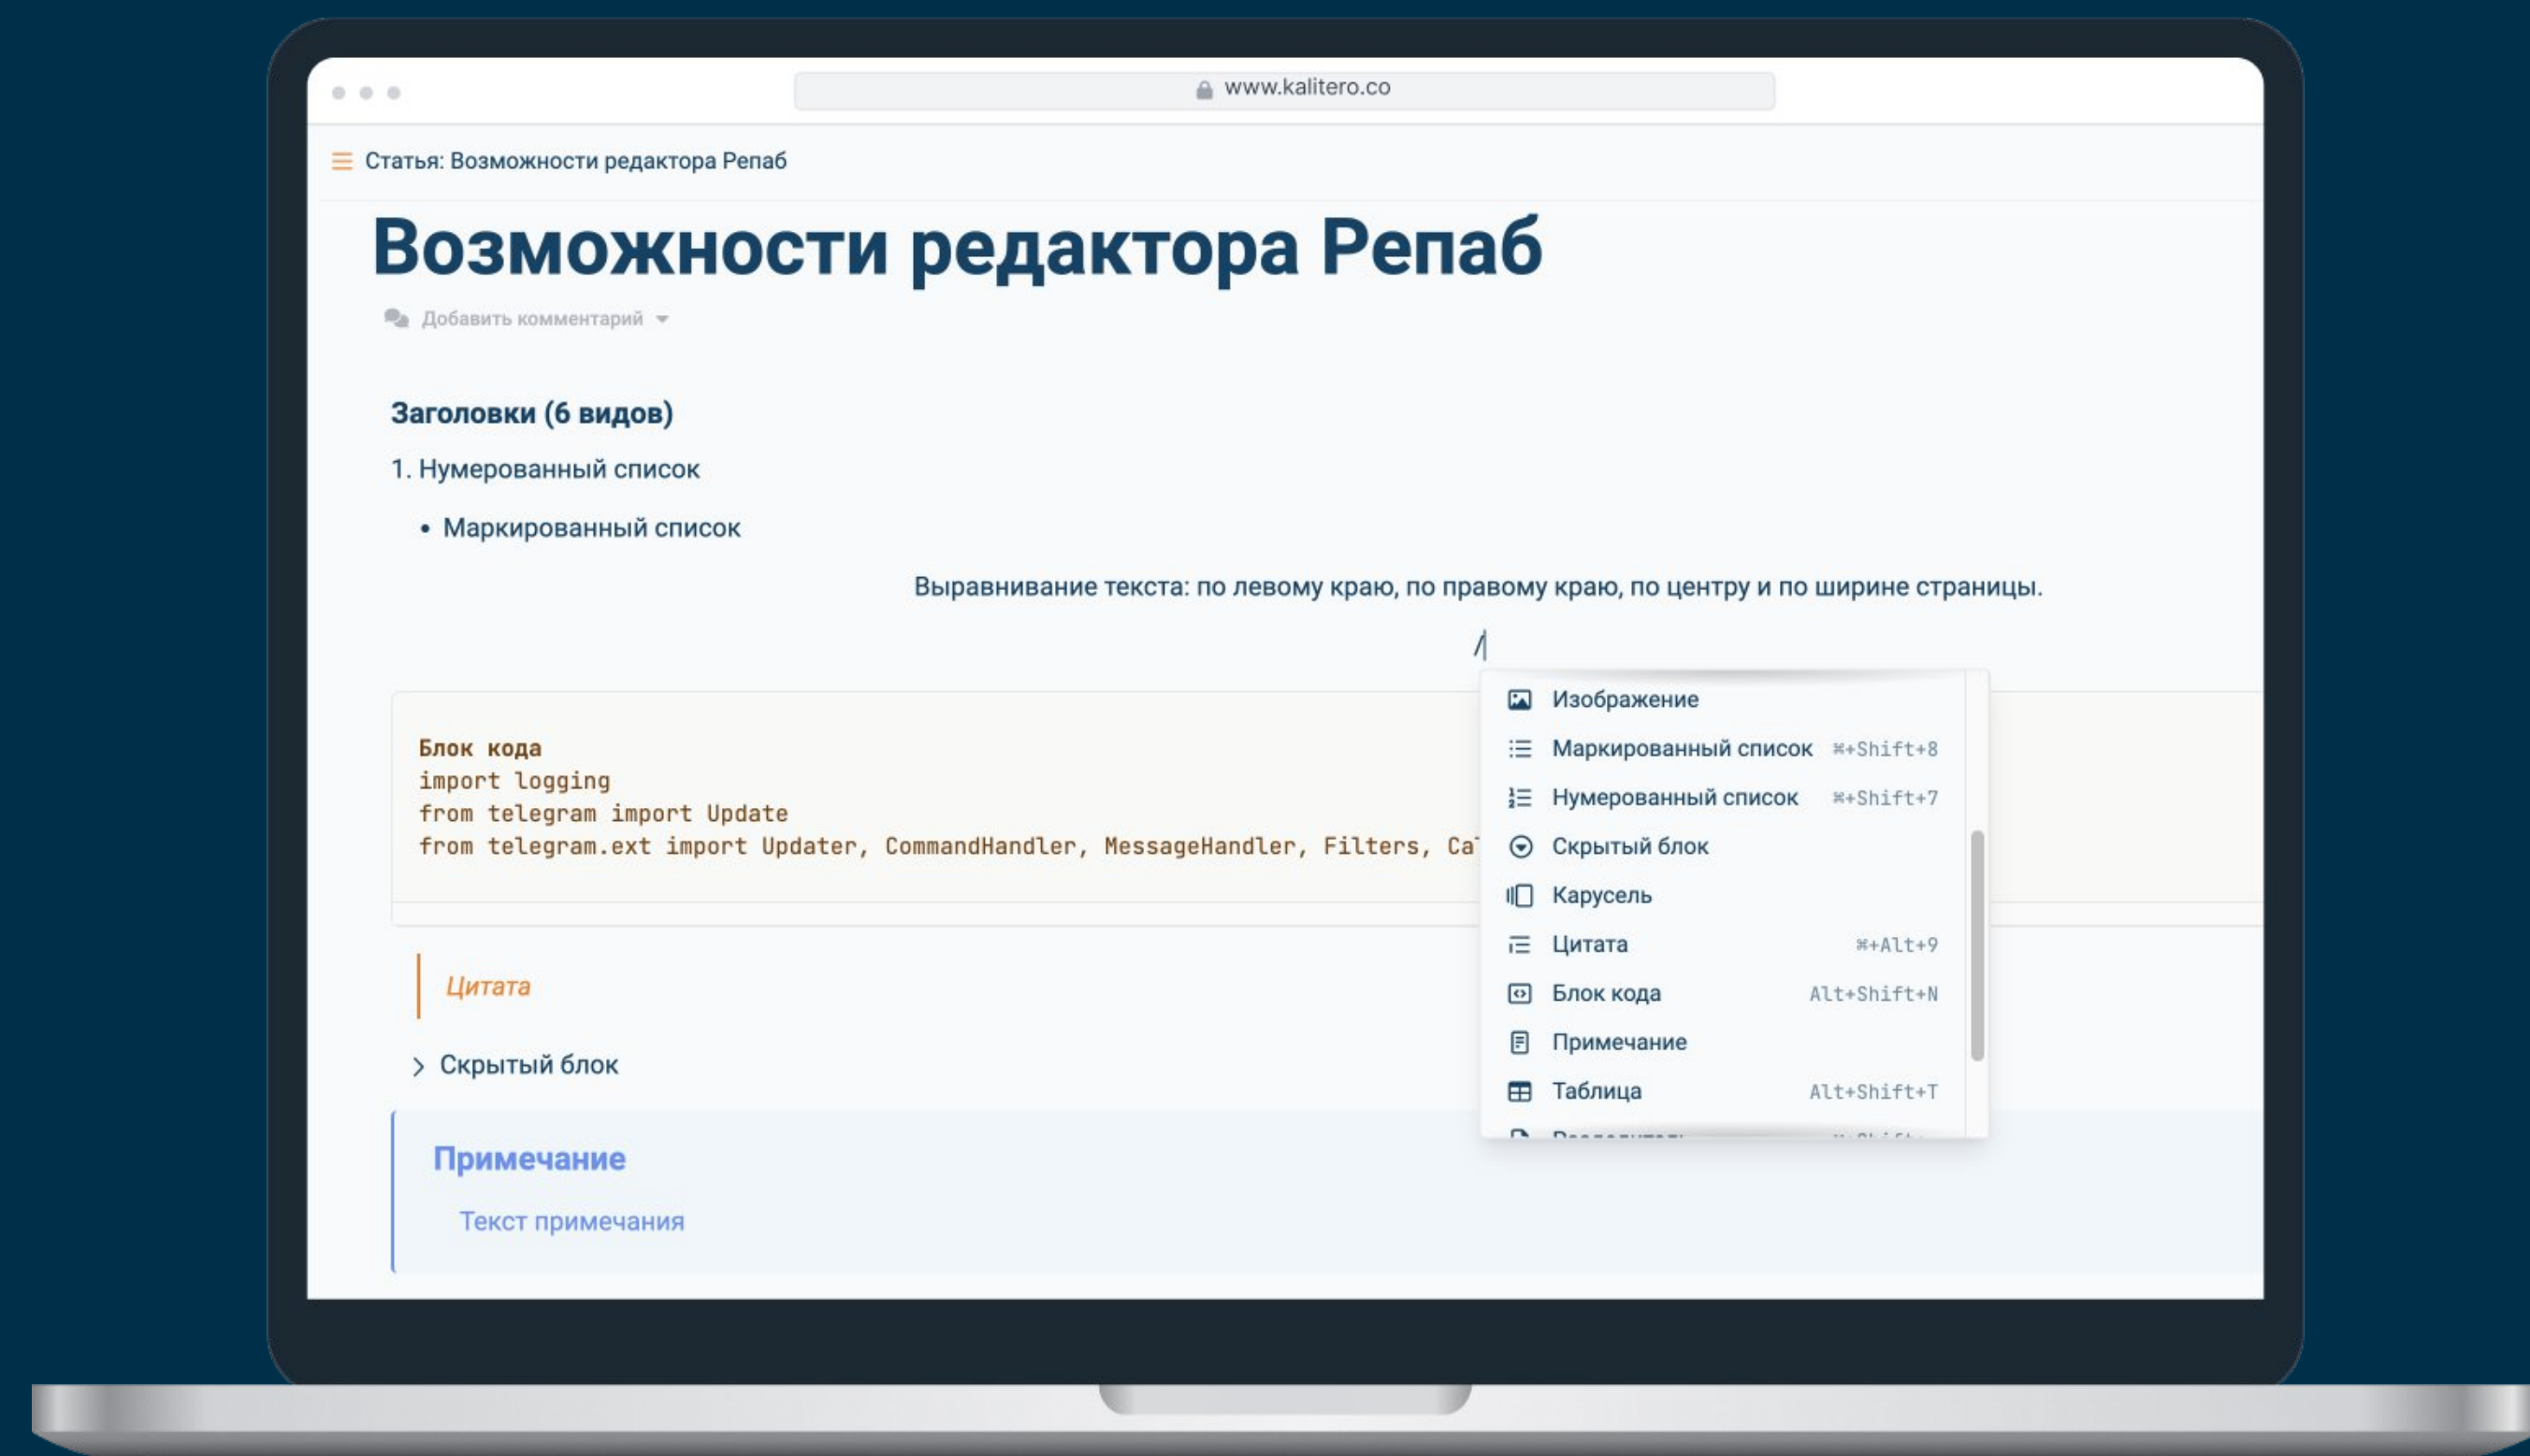 www.kalitero.co
Статья: Возможности редактора Репаб
Возможности редактора Репаб
Добавить комментарий
Заголовки (6 видов)
1. Нумерованный список
• Маркированный список
Выравнивание текста: по левому краю, по правому краю, по центру и по ширине страницы.
/
Блок кода
import logging
from telegram import Update
from telegram.ext import Updater, CommandHandler, MessageHandler, Filters,
Цитата
Скрытый блок
Примечание
Текст примечания
Изображение
Маркированный список ⌘+Shift+8
Нумерованный список ⌘+Shift+7
Скрытый блок
Карусель
Цитата ⌘+Alt+9
Блок кода Alt+Shift+N
Примечание
Таблица Alt+Shift+T